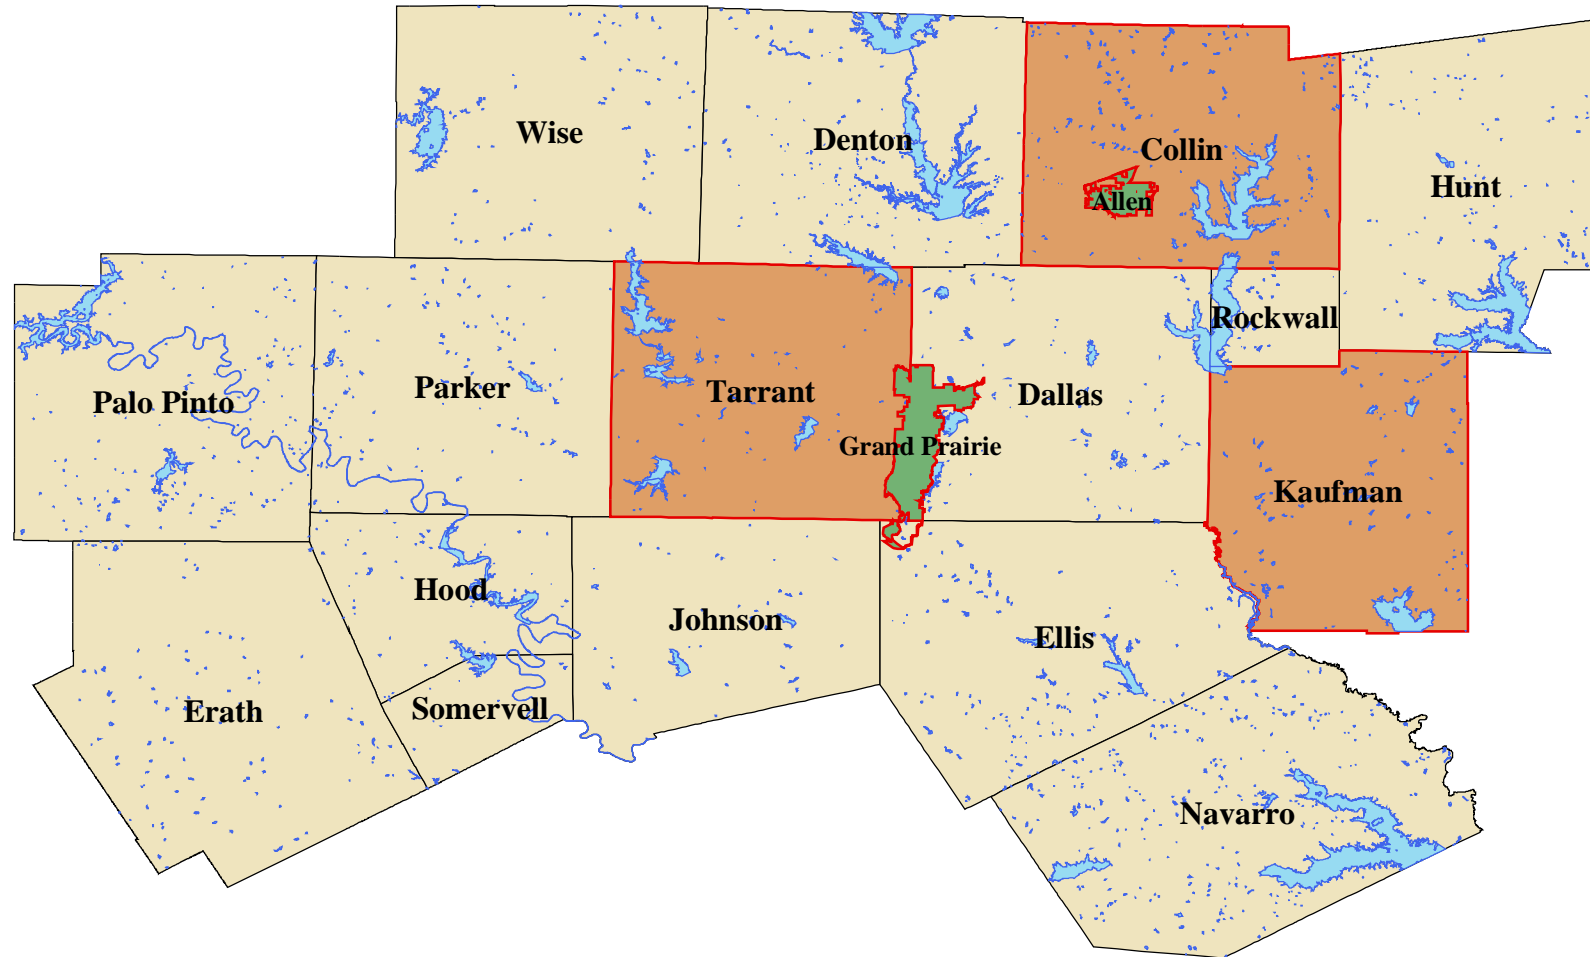 Wise
Denton
Collin
Allen
Hunt
Rockwall
Palo Pinto
Parker
Tarrant
Dallas
Grand Prairie
Kaufman
Hood
Johnson
Ellis
Erath
Somervell
Navarro